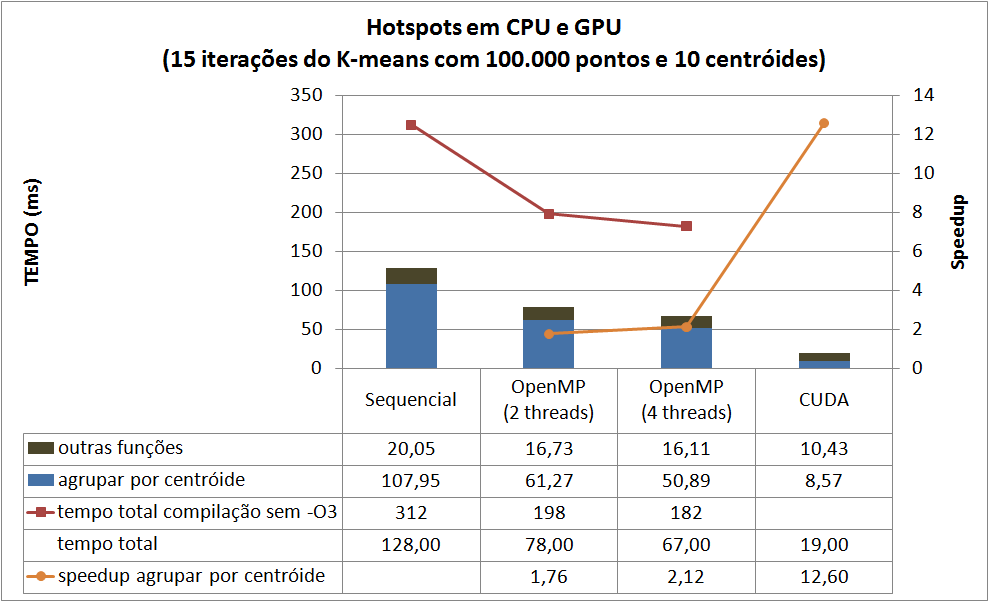 Hotspots em CPU e GPU
(15 iterações do K-means com 100.000 pontos e 10 centróides)
TEMPO (ms)
350
300
250
200
150
100
50
0
14
12
10
8
6
4
2
0
Speedup
Sequencial
OpenMP
(2 threads)
OpenMP
(4 threads)
CUDA
outras funções 20,05 16,73 16,11 10,43
agrupar por centróide 107,95 61,27 50,89 8,57
tempo total compilação sem -O3 312 198 182
tempo total 128,00 78,00 67,00 19,00
speedup agrupar por centróide 1,76 2,12 12,60